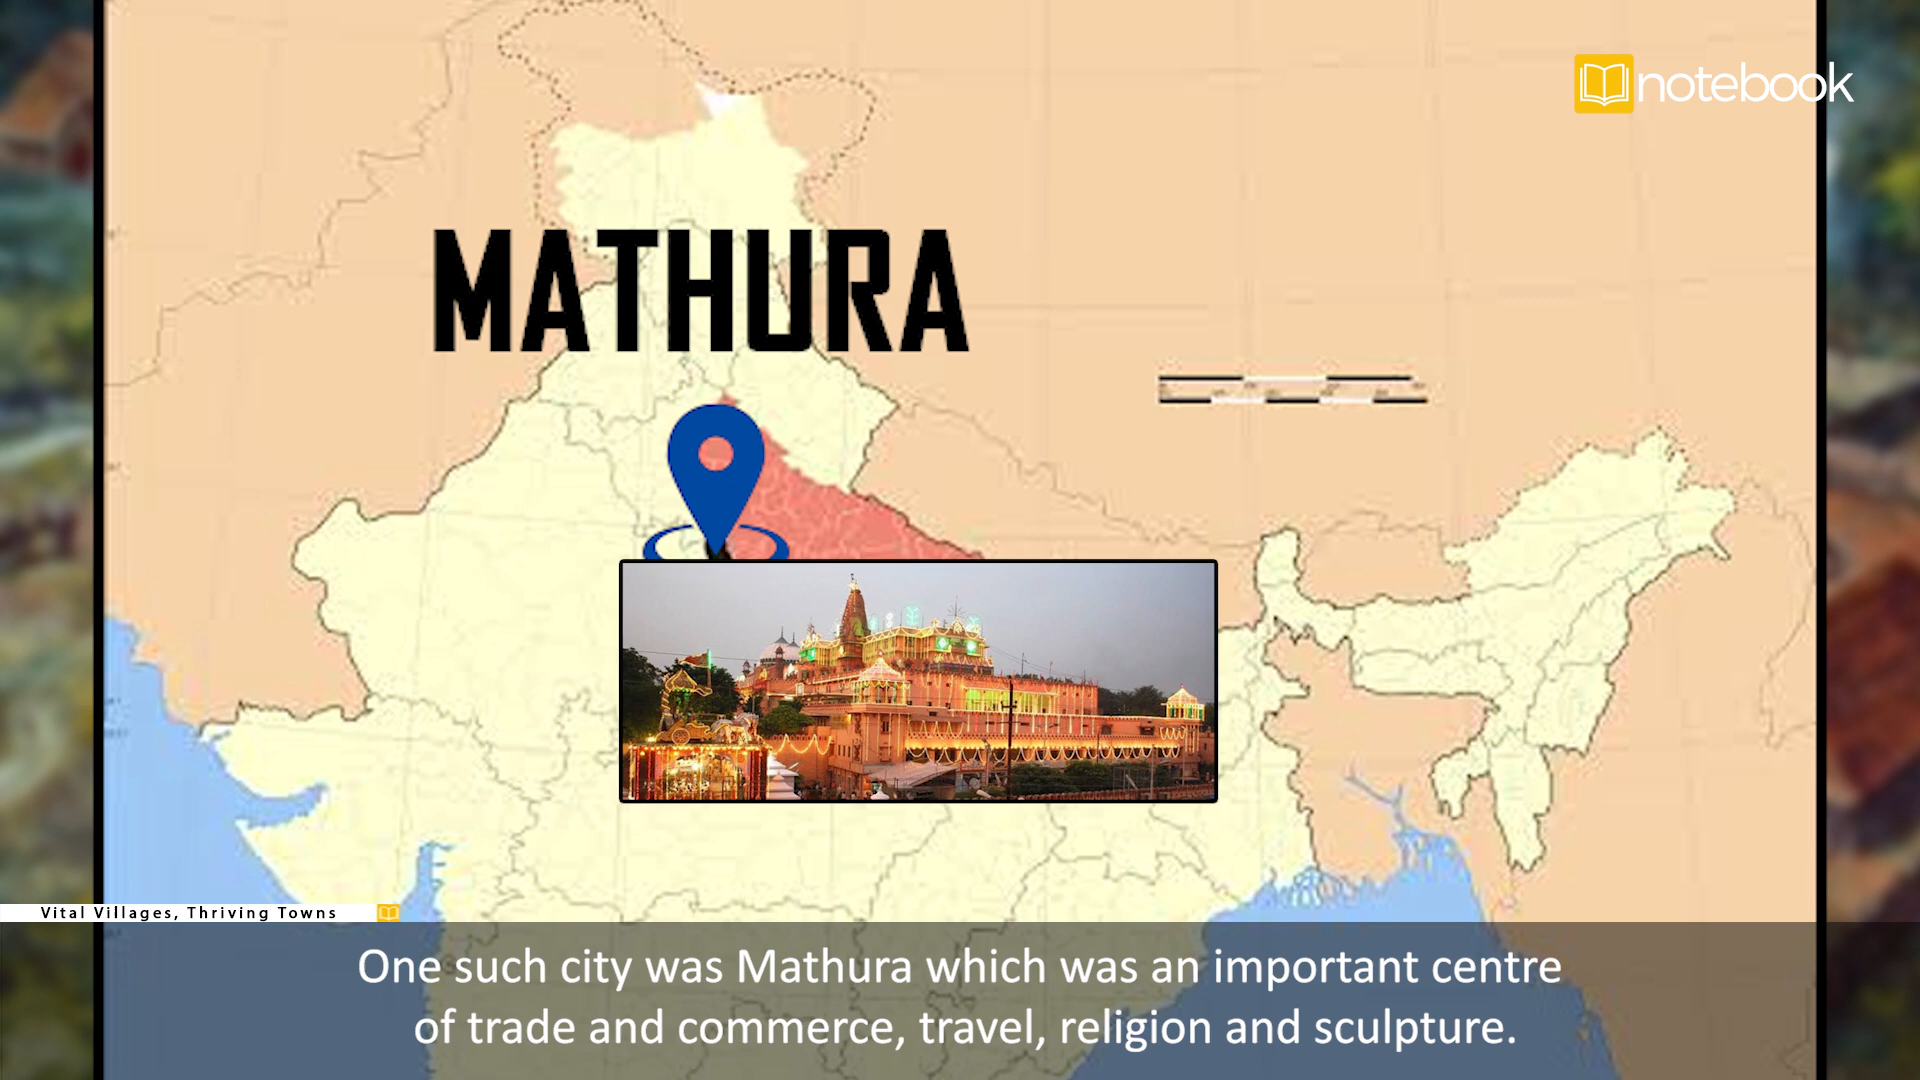 notebook
MATHURA
Vital Villages, Thriving Towns
One such city was Mathura which was an important centre
of trade and commerce, travel, religion and sculpture.